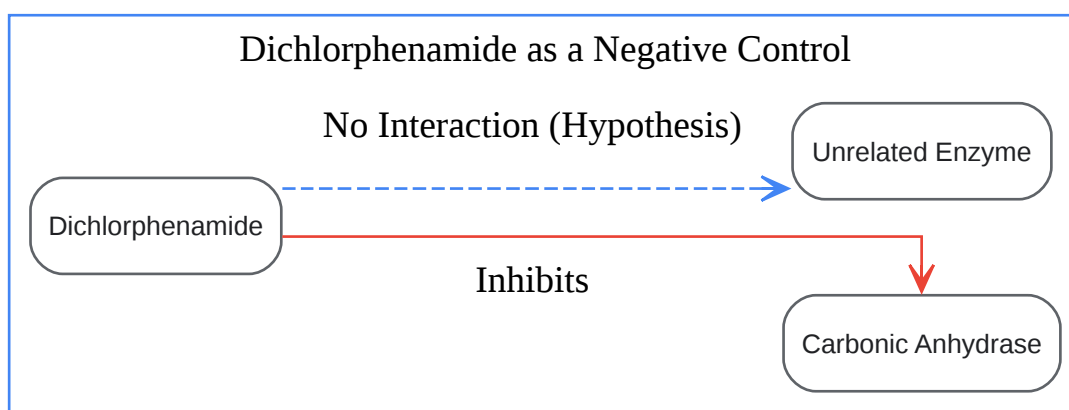 Dichlorphenamide as a Negative Control
No Interaction (Hypothesis)
Unrelated Enzyme
Dichlorphenamide
Inhibits
Carbonic Anhydrase